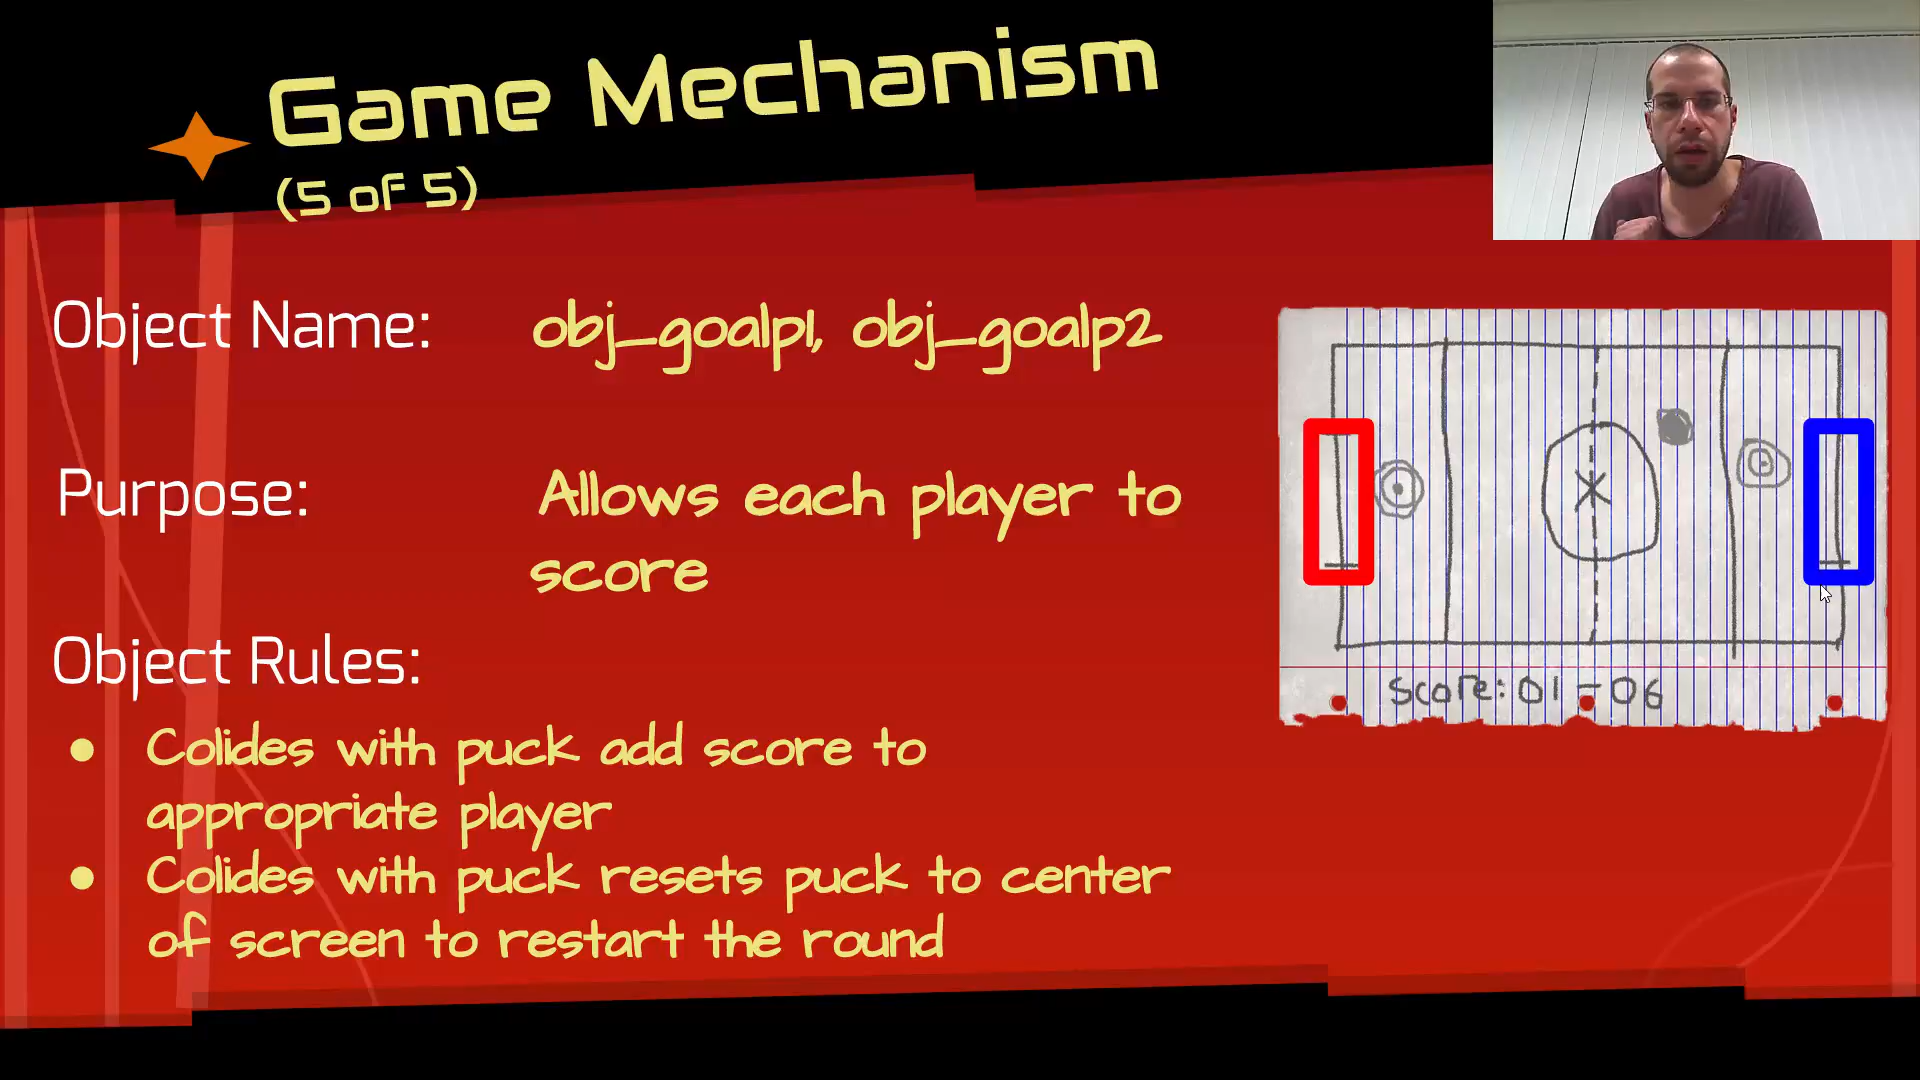 Game Mechanism
(5 of 5)
Object Name: obj_goalp1, obj_goalp2
Purpose: Allows each player to
score
Object Rules:
● Colides with puck add score to
appropriate player
● Colides with puck resets puck to center
of screen to restart the round
Score: 01 - 06